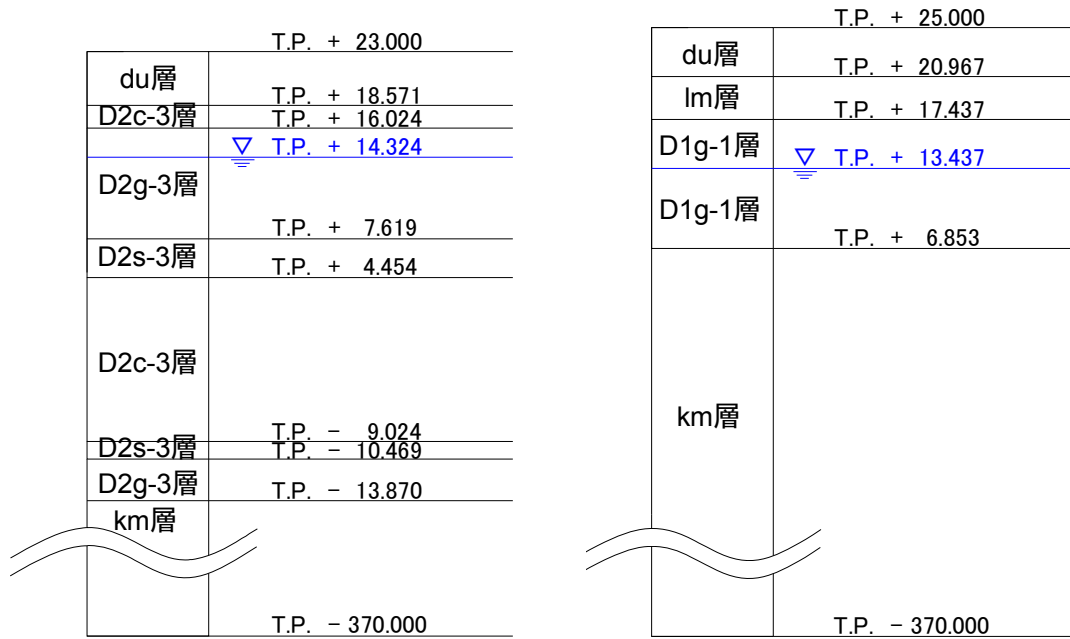 T.P. + 23.000
du層
T.P. + 18.571
D2c-3層
T.P. + 16.024
T.P. + 14.324
D2g-3層
T.P. + 7.619
D2s-3層
T.P. + 4.454
D2c-3層
T.P. - 9.024
D2s-3層
T.P. - 10.469
D2g-3層
T.P. - 13.870
km層
T.P. - 370.000
T.P. + 25.000
du層
T.P. + 20.967
lm層
T.P. + 17.437
D1g-1層
T.P. + 13.437
D1g-1層
T.P. + 6.853
km層
T.P. - 370.000